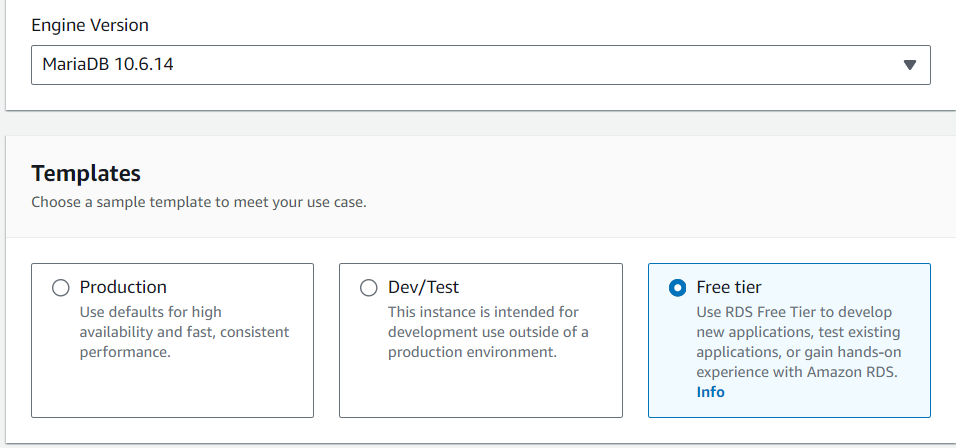 Engine Version
MariaDB 10.6.14
Templates
Choose a sample template to meet your use case.
Production
Use defaults for high
availability and fast, consistent
performance.
Dev/Test
This instance is intended for
development use outside of a
production environment.
Free tier
Use RDS Free Tier to develop
new applications, test existing
applications, or gain hands-on
experience with Amazon RDS.
Info